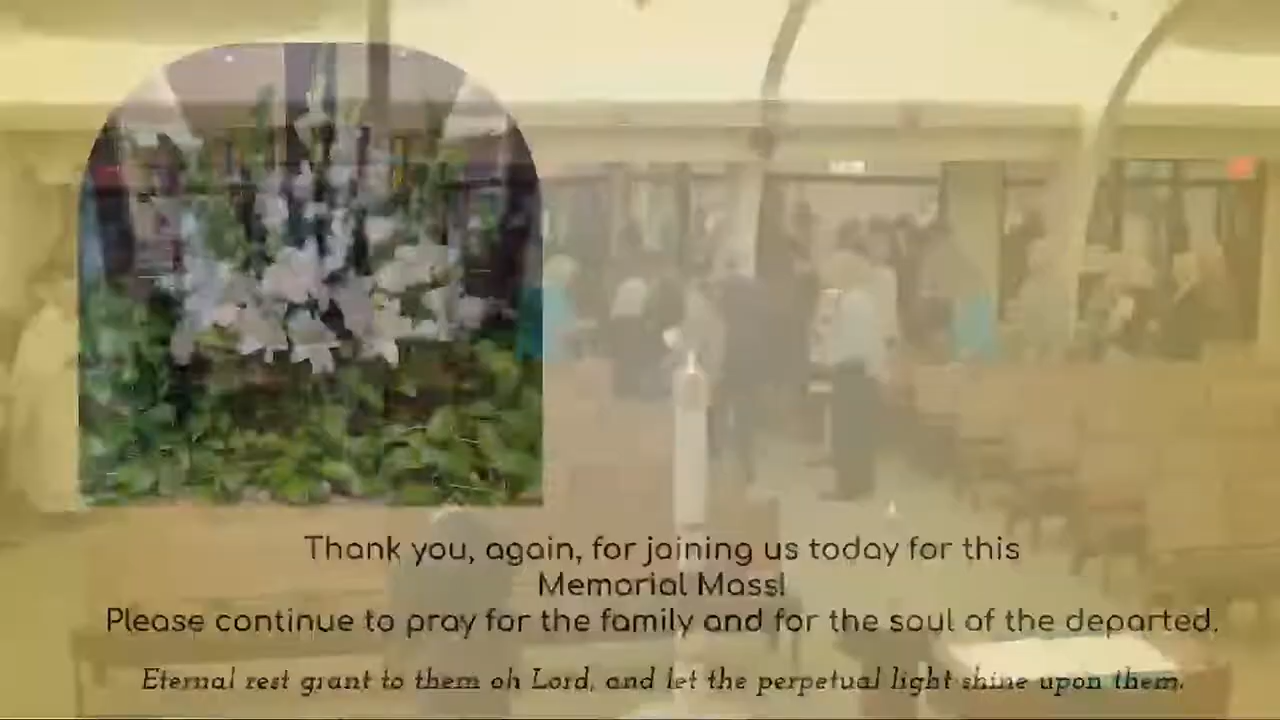 Thank you, again, for joining us today for this
Memorial Mass!
Please continue to pray for the family and for the soul of the departed.
Eternal rest grant to them oh Lord, and let the perpetual light shine upon them.